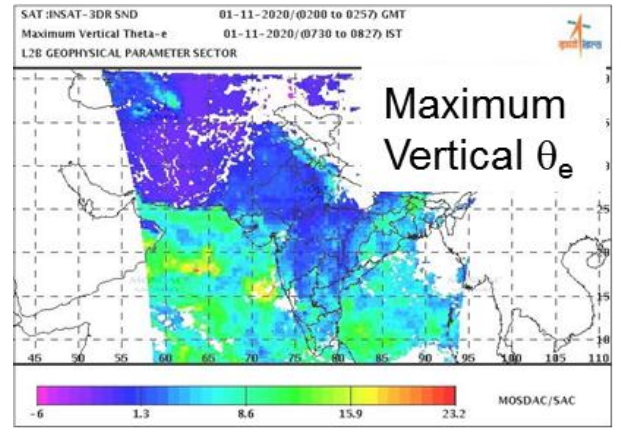 SAT :INSAT-3DR SND 01-11-2020/(0200 to 0257) GMT
Maximum Vertical Theta-e 01-11-2020/(0730 to 0827) IST
L2B GEOPHYSICAL PARAMETER SECTOR
Maximum
Vertical θe
25
20
15
10
45 50 55 60 65 70 75 80 85 90 95 100 105 110
-6 1.3 8.6 15.9 23.2 MOSDAC/SAC